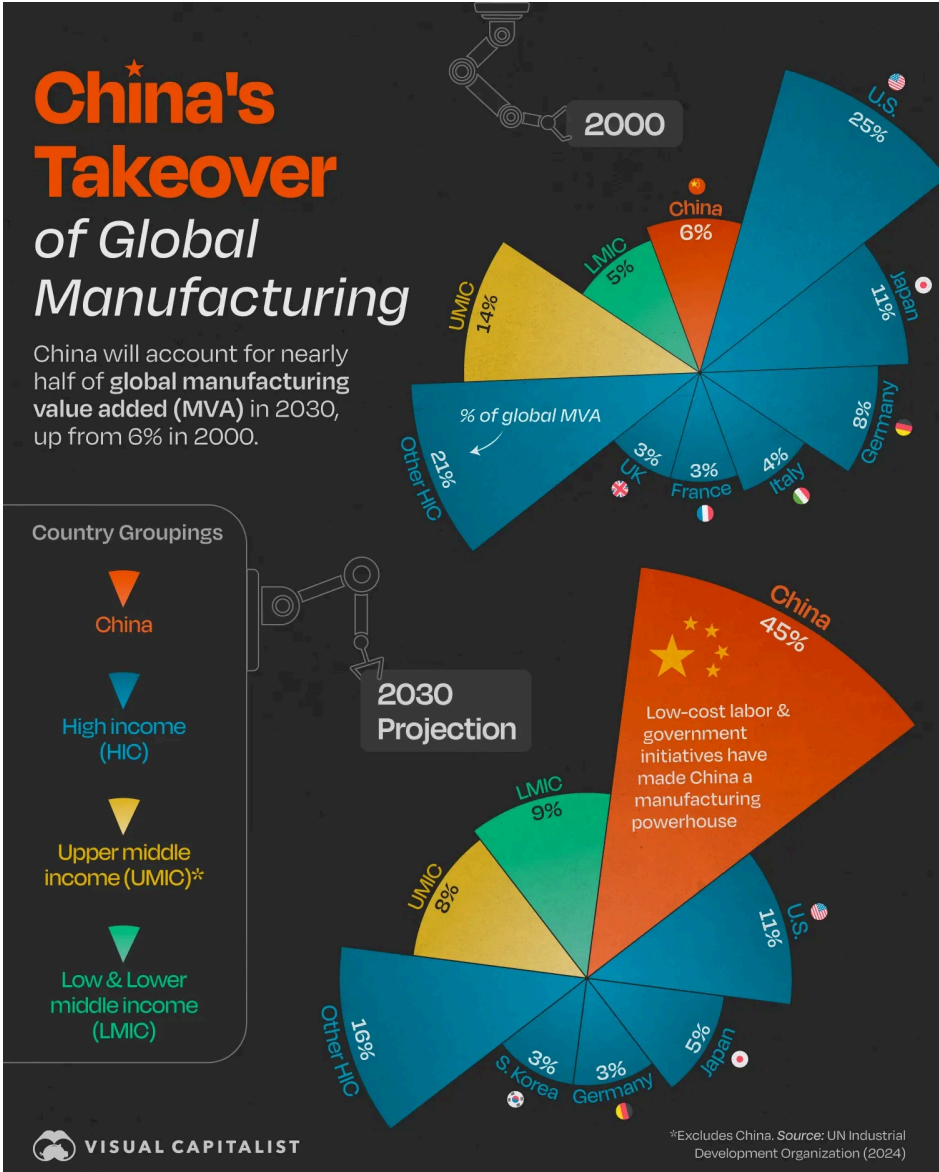 China's
Takeover
of Global
Manufacturing
China will account for nearly
half of global manufacturing
value added (MVA) in 2030,
up from 6% in 2000.
2000
U.S.
25%
Japan
11%
Germany
8%
Italy
4%
France
3%
UK
3%
Other HIC
21%
% of global MVA
UMIC
14%
LMIC
5%
China
6%
Country Groupings
China
High income
(HIC)
Upper middle
income (UMIC)*
Low & Lower
middle income
(LMIC)
2030
Projection
China
45%
Low-cost labor &
government
initiatives have
made China a
manufacturing
powerhouse
U.S.
11%
Japan
5%
Germany
3%
S. Korea
3%
Other HIC
16%
UMIC
8%
LMIC
9%
VISUAL CAPITALIST
*Excludes China. Source: UN Industrial
Development Organization (2024)